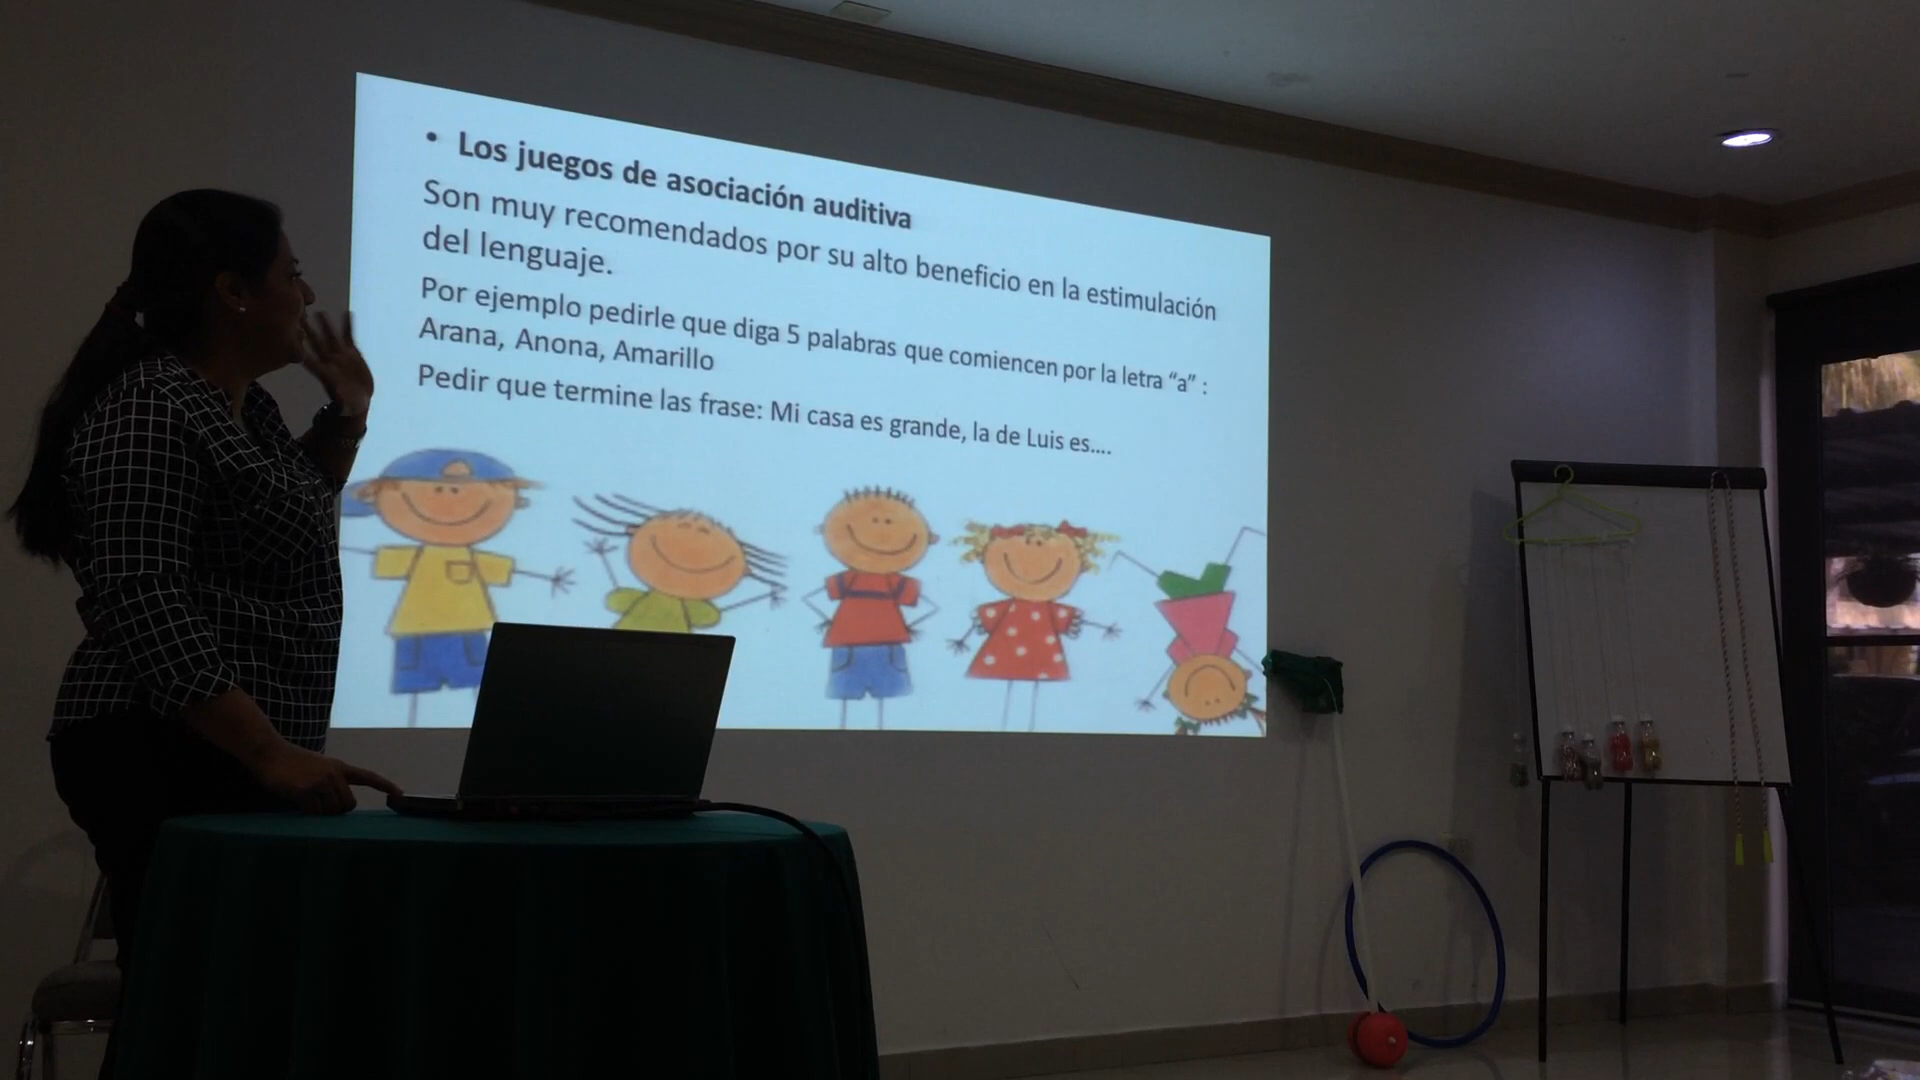 • Los juegos de asociación auditiva
Son muy recomendados por su alto beneficio en la estimulación
del lenguaje.
Por ejemplo pedirle que diga 5 palabras que comiencen por la letra “a” :
Arana, Anona, Amarillo
Pedir que termine las frase: Mi casa es grande, la de Luis es....